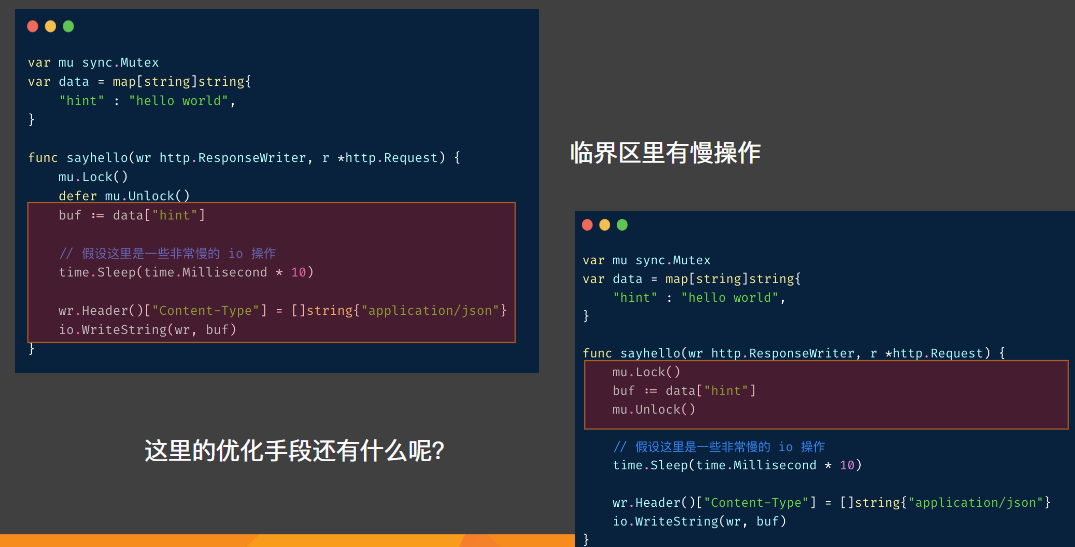 var mu sync.Mutex
var data = map[string]string{
    "hint" : "hello world",
}
func sayhello(wr http.ResponseWriter, r *http.Request) {
    mu.Lock()
    defer mu.Unlock()
    buf := data["hint"]
    // 假设这里是一些非常慢的 io 操作
    time.Sleep(time.Millisecond * 10)
    wr.Header()["Content-Type"] = []string{"application/json"}
    io.WriteString(wr, buf)
}
临界区里有慢操作
这里的优化手段还有什么呢?
var mu sync.Mutex
var data = map[string]string{
    "hint" : "hello world",
}
func sayhello(wr http.ResponseWriter, r *http.Request) {
    mu.Lock()
    buf := data["hint"]
    mu.Unlock()
    // 假设这里是一些非常慢的 io 操作
    time.Sleep(time.Millisecond * 10)
    wr.Header()["Content-Type"] = []string{"application/json"}
    io.WriteString(wr, buf)
}